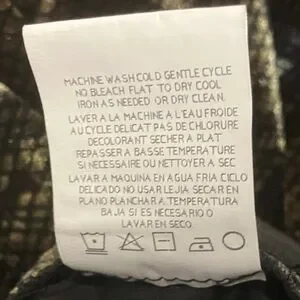 MACHINE WASH COLD GENTLE CYCLE
NO BLEACH FLAT TO DRY COOL
IRON AS NEEDED OR DRY CLEAN.
LAVER A LA MACHINE A L'EAU FROIDE
AU CYCLE DELICAT PAS DE CHLORURE
DECOLORANT SECHER A PLAT
REPASSER A BASSE TEMPERATURE
SI NECESSAIRE OU NETTOYER A SEC
LAVAR A MAQUINA EN AGUA FRIA CICLO
DELICADO NO USAR LEJIA SECAR EN
PLANO PLANCHAR A TEMPERATURA
BAJA SI ES NECESARIO O
LAVAR EN SECO